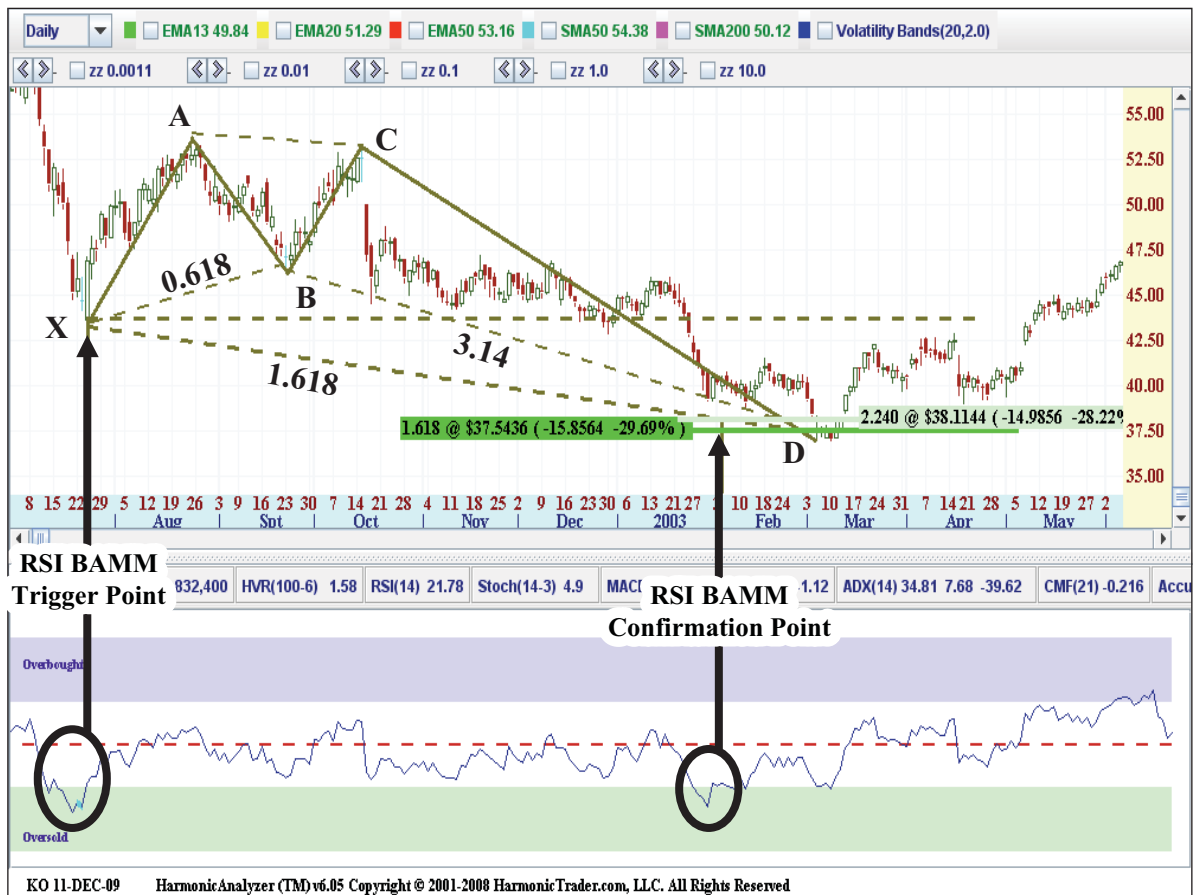 Daily EMA13 49.84 EMA20 51.29 EMA50 53.16 SMA50 54.38 SMA200 50.12 Volatility Bands(20,2.0)
zz 0.0011 zz 0.01 zz 0.1 zz 1.0 zz 10.0
A
C
X
B
D
0.618
3.14
1.618
1.618 @ $37.5436 ( -15.8564 -29.69% )
2.240 @ $38.1144 ( -14.9856 -28.22%
55.00
52.50
50.00
47.50
45.00
42.50
40.00
37.50
35.00
8 15 22 29 5 12 19 26 3 9 16 23 30 7 14 21 28 4 11 18 25 2 9 16 23 30 6 13 21 27 10 18 24 3 10 17 24 31 7 14 21 28 5 12 19 27 2
Aug Spt Oct Nov Dec 2003 Feb Mar Apr May
RSI BAMM
Trigger Point
832,400 HVR(100-6) 1.58 RSI(14) 21.78 Stoch(14-3) 4.9 MAC -1.12 ADX(14) 34.81 7.68 -39.62 CMF(21) -0.216 Accu
RSI BAMM
Confirmation Point
Overbought
Oversold
KO 11-DEC-09 HarmonicAnalyzer (TM) v6.05 Copyright © 2001-2008 HarmonicTrader.com, LLC. All Rights Reserved